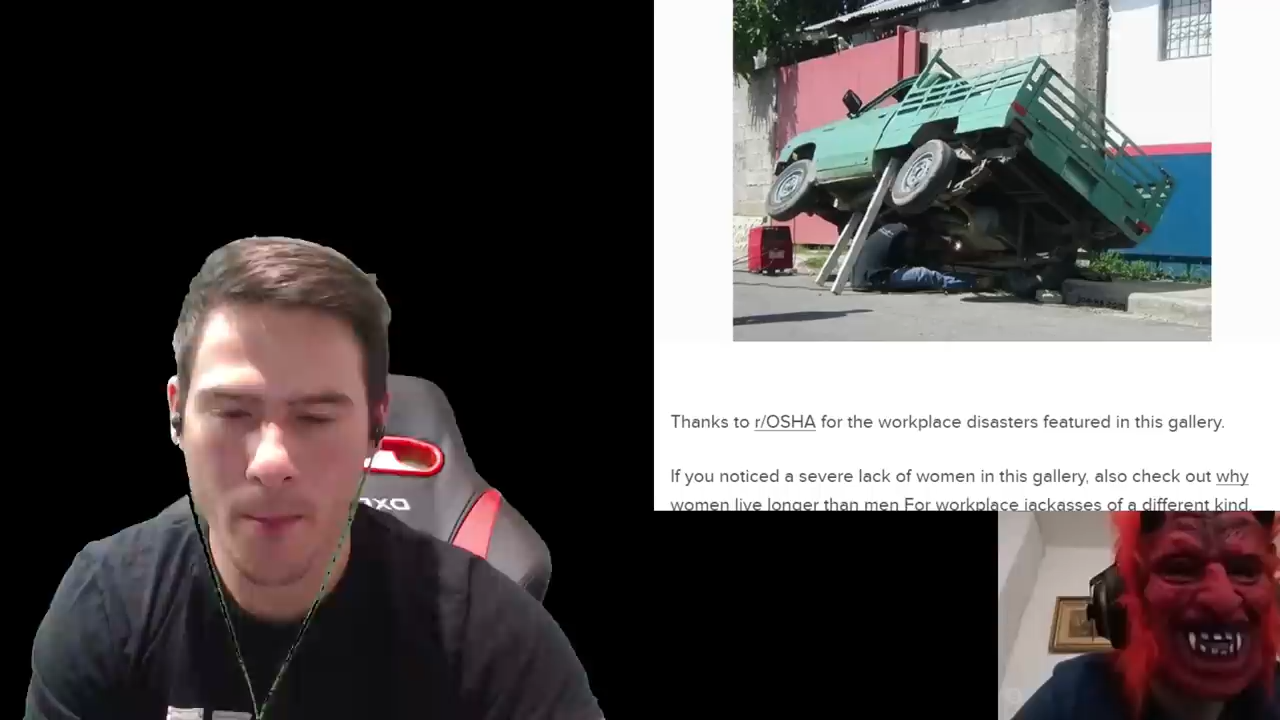 Thanks to r/OSHA for the workplace disasters featured in this gallery.
If you noticed a severe lack of women in this gallery, also check out why
women live longer than men For workplace jackasses of a different kind,